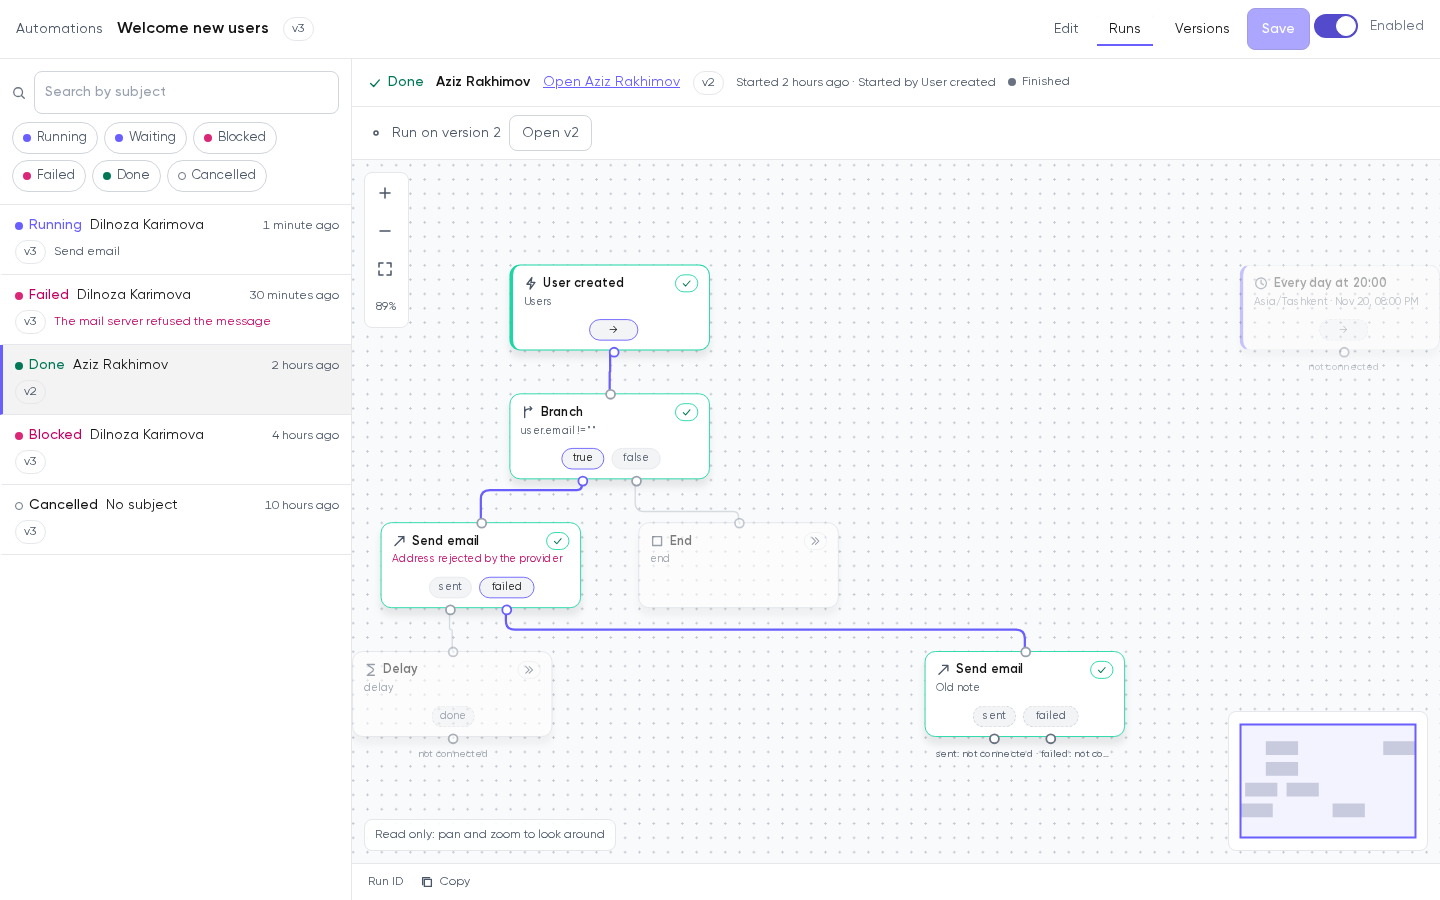 Automations Welcome new users v3
Edit Runs Versions Save Enabled
Search by subject
Running Waiting Blocked
Failed Done Cancelled
Running Dilnoza Karimova 1 minute ago
v3 Send email
Failed Dilnoza Karimova 30 minutes ago
v3 The mail server refused the message
Done Aziz Rakhimov 2 hours ago
v2
Blocked Dilnoza Karimova 4 hours ago
v3
Cancelled No subject 10 hours ago
v3
Done Aziz Rakhimov Open Aziz Rakhimov v2 Started 2 hours ago · Started by User created Finished
Run on version 2 Open v2
89%
User created
Users
Every day at 20:00
Asia/Tashkent · Nov 20, 08:00 PM
not connected
Branch
user.email != ""
true false
Send email
Address rejected by the provider
sent failed
End
end
Delay
delay
done
not connected
Send email
Old note
sent failed
sent: not connected · failed: not co...
Read only: pan and zoom to look around
Run ID Copy